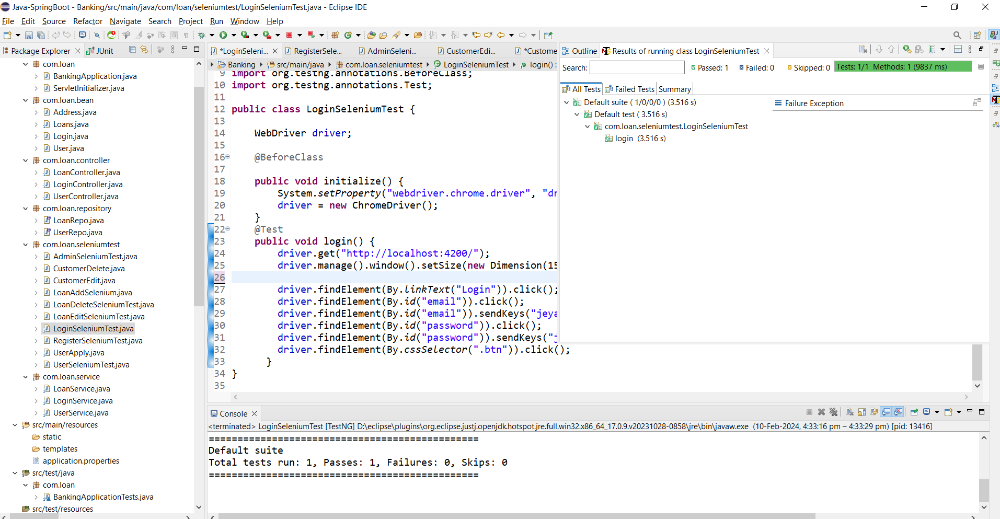 Java-SpringBoot - Banking/src/main/java/com/loan/seleniumtest/LoginSeleniumTest.java - Eclipse IDE
File Edit Source Refactor Navigate Search Project Run Window Help
Package Explorer
JUnit
com.loan
BankingApplication.java
ServletInitializer.java
com.loan.bean
Address.java
Loans.java
Login.java
User.java
com.loan.controller
LoanController.java
LoginController.java
UserController.java
com.loan.repository
LoanRepo.java
UserRepo.java
com.loan.seleniumtest
AdminSeleniumTest.java
CustomerDelete.java
CustomerEdit.java
LoanAddSelenium.java
LoanDeleteSeleniumTest.java
LoanEditSeleniumTest.java
LoginSeleniumTest.java
RegisterSeleniumTest.java
UserApply.java
UserSeleniumTest.java
com.loan.service
LoanService.java
LoginService.java
UserService.java
src/main/resources
static
templates
application.properties
src/test/java
com.loan
BankingApplicationTests.java
src/test/resources
*LoginSeleni... RegisterSele... AdminSeleni... CustomerEdi... *Custome
Banking src/main/java com.loan.seleniumtest LoginSeleniumTest login() :
9 import org.testng.annotations.BeforeClass;
10 import org.testng.annotations.Test;
11
12 public class LoginSeleniumTest {
13
14 WebDriver driver;
15
16 @BeforeClass
17
18 public void initialize() {
19 System.setProperty("webdriver.chrome.driver", "dr
20 driver = new ChromeDriver();
21 }
22 @Test
23 public void login() {
24 driver.get("http://localhost:4200/");
25 driver.manage().window().setSize(new Dimension(15
26
27 driver.findElement(By.linkText("Login")).click();
28 driver.findElement(By.id("email")).click();
29 driver.findElement(By.id("email")).sendKeys("jeya
30 driver.findElement(By.id("password")).click();
31 driver.findElement(By.id("password")).sendKeys("j
32 driver.findElement(By.cssSelector(".btn")).click();
33 }
34 }
35
Outline Results of running class LoginSeleniumTest
Search: Passed: 1 Failed: 0 Skipped: 0 Tests: 1/1 Methods: 1 (9837 ms)
All Tests Failed Tests Summary
Default suite ( 1/0/0/0 ) (3.516 s)
Default test ( 3.516 s)
com.loan.seleniumtest.LoginSeleniumTest
login (3.516 s)
Failure Exception
Console
<terminated> LoginSeleniumTest [TestNG] D:\eclipse\plugins\org.eclipse.justj.openjdk.hotspot.jre.full.win32.x86_64_17.0.9.v20231028-0858\jre\bin\javaw.exe (10-Feb-2024, 4:33:16 pm – 4:33:29 pm) [pid: 13416]
===============================================
Default suite
Total tests run: 1, Passes: 1, Failures: 0, Skips: 0
===============================================